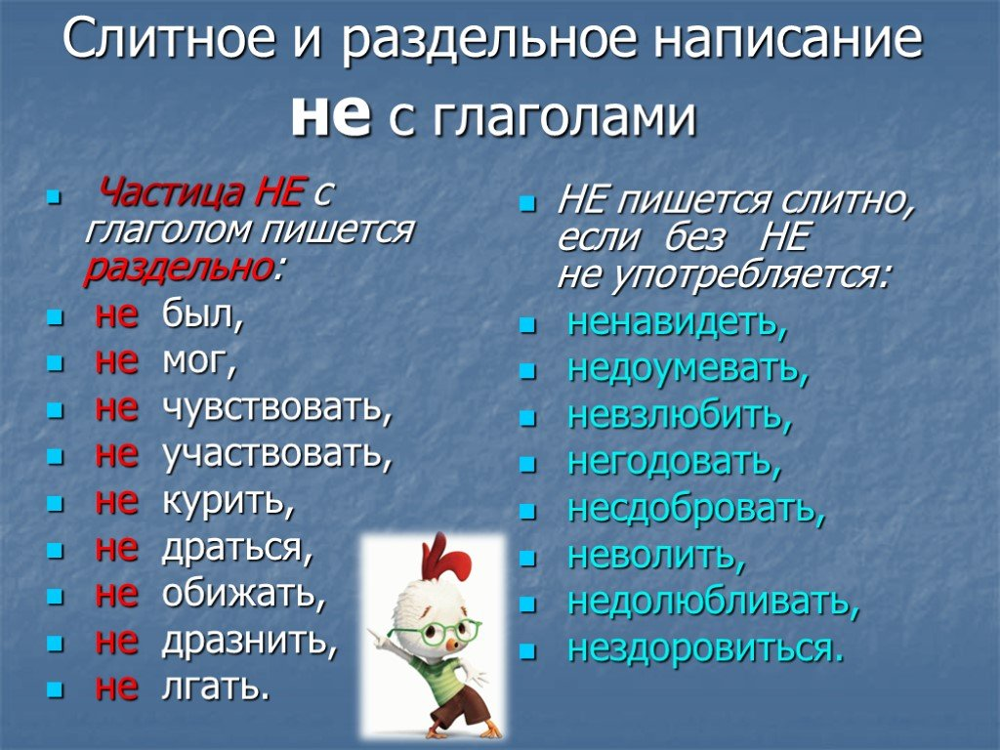 Слитное и раздельное написание
не с глаголами
Частица НЕ с
глаголом пишется
раздельно:
не был,
не мог,
не чувствовать,
не участвовать,
не курить,
не драться,
не обижать,
не дразнить,
не лгать.
НЕ пишется слитно,
если без НЕ
не употребляется:
ненавидеть,
недоумевать,
невзлюбить,
негодовать,
несдобровать,
неволить,
недолюбливать,
нездоровиться.